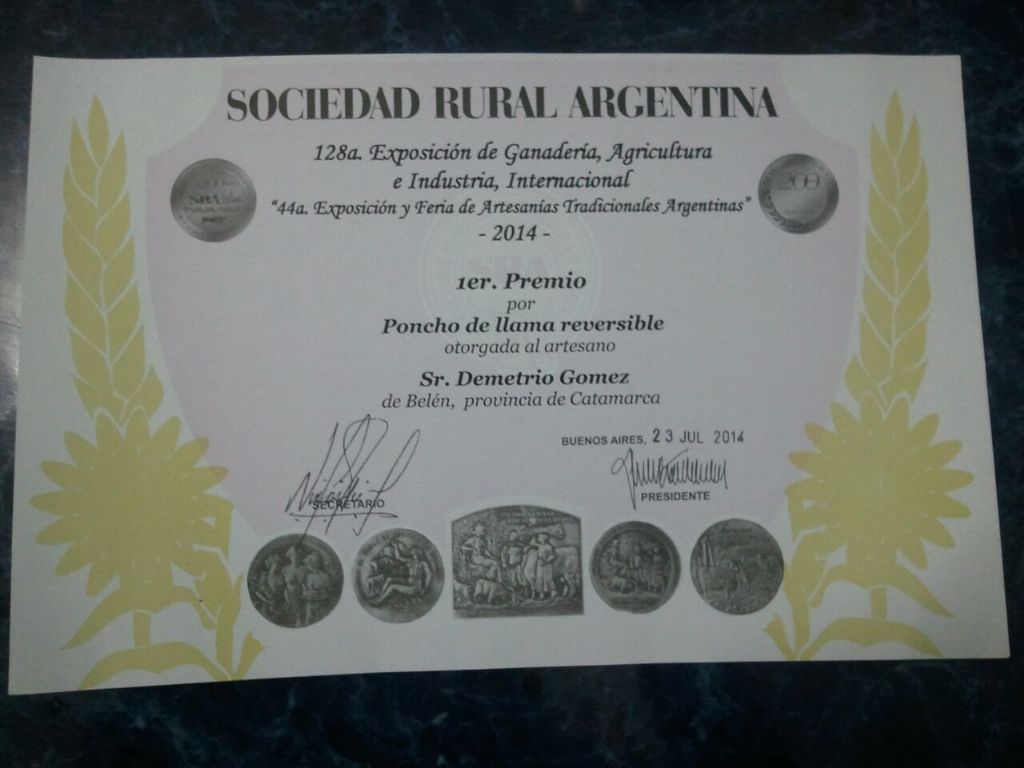 SOCIEDAD RURAL ARGENTINA
128a. Exposición de Ganadería, Agricultura
e Industria, Internacional
"44a. Exposición y Feria de Artesanías Tradicionales Argentinas"
- 2014 -
200
1er. Premio
por
Poncho de llama reversible
otorgada al artesano
Sr. Demetrio Gomez
de Belén, provincia de Catamarca
BUENOS AIRES, 23 JUL 2014
SECRETARIO
PRESIDENTE